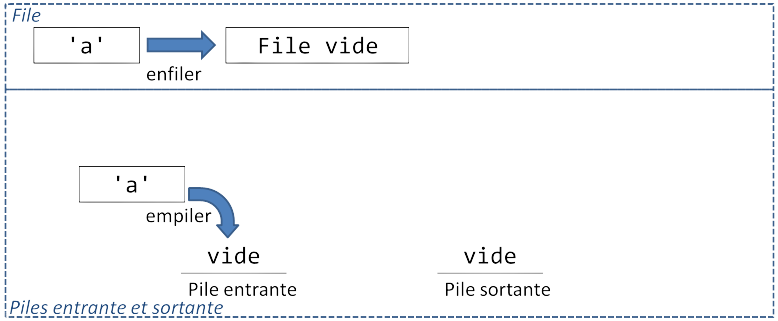 File
'a'
File vide
enfiler
'a'
empiler
vide
vide
Pile entrante
Pile sortante
Piles entrante et sortante